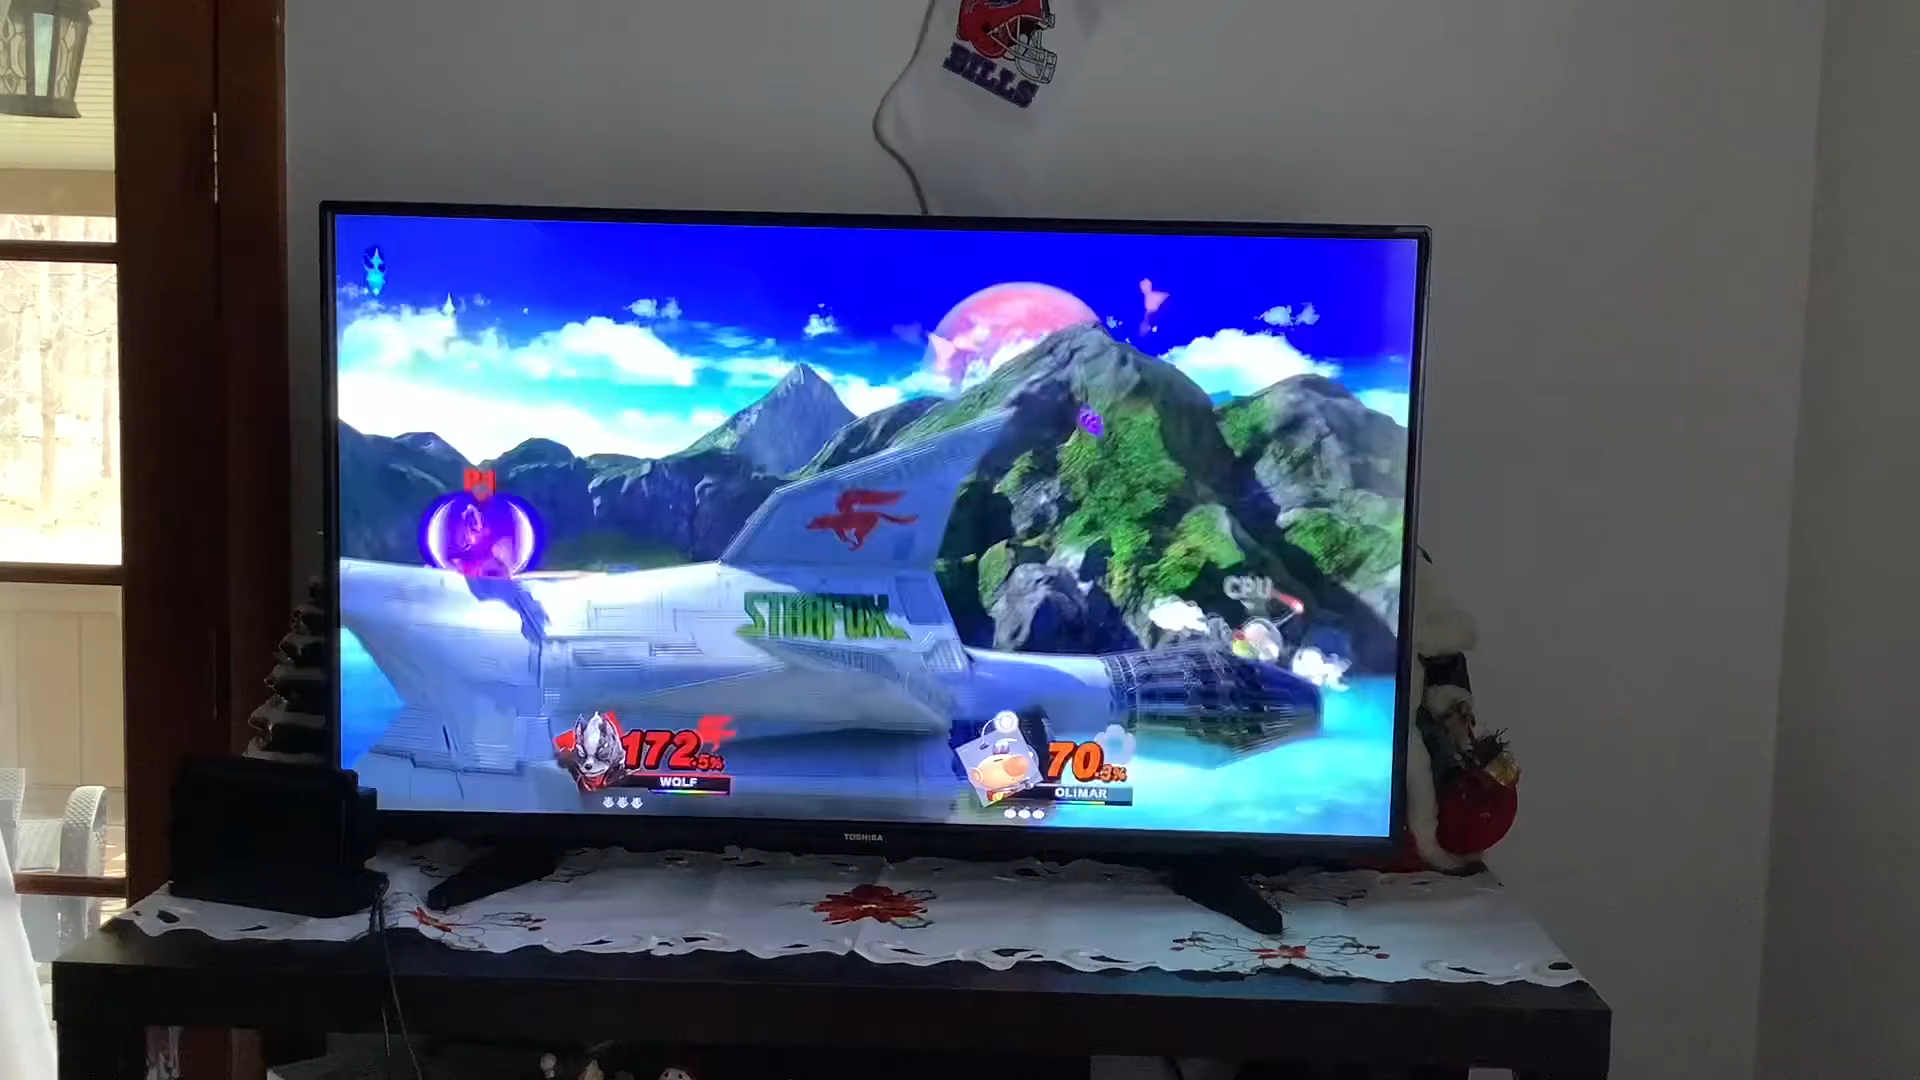 BILLS
P1
STARFOX
CPU
172.5%
WOLF
70.3%
OLIMAR
TOSHIBA